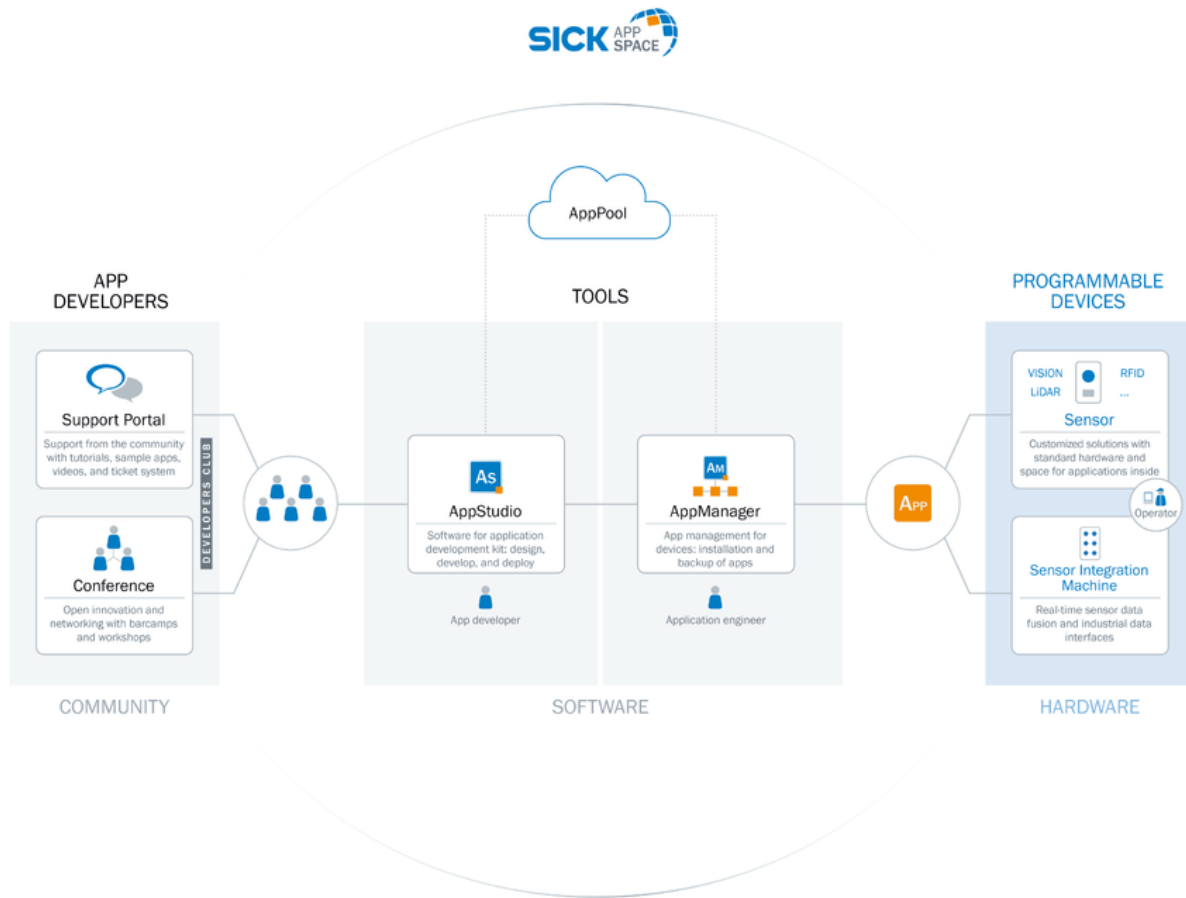 SICK APP
SPACE
AppPool
APP
DEVELOPERS
TOOLS
PROGRAMMABLE
DEVICES
Support Portal
Support from the community
with tutorials, sample apps,
videos, and ticket system
Conference
Open innovation and
networking with barcamps
and workshops
DEVELOPERS CLUB
AS
AppStudio
Software for application
development kit: design,
develop, and deploy
App developer
AM
AppManager
App management for
devices: installation and
backup of apps
Application engineer
APP
VISION
RFID
LiDAR
...
Sensor
Customized solutions with
standard hardware and
space for applications inside
Operator
Sensor Integration
Machine
Real-time sensor data
fusion and industrial data
interfaces
COMMUNITY
SOFTWARE
HARDWARE